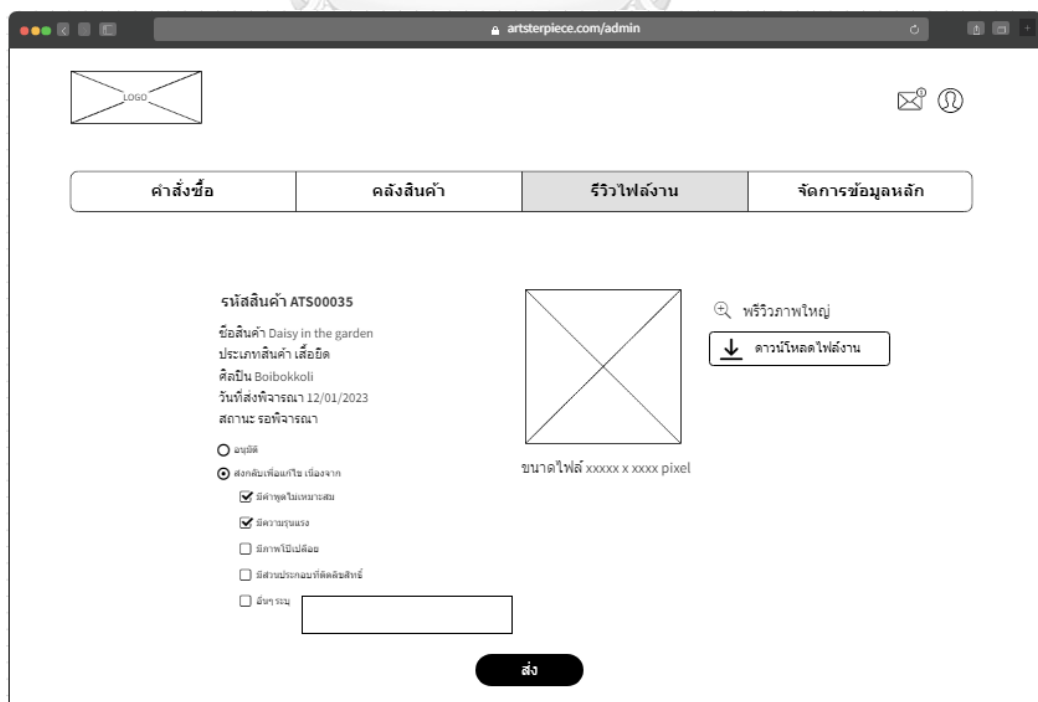 artsterpiece.com/admin
LOGO
คำสั่งซื้อ
คลังสินค้า
รีวิวไฟล์งาน
จัดการข้อมูลหลัก
รหัสสินค้า ATS00035
ชื่อสินค้า Daisy in the garden
ประเภทสินค้า เสื้อยืด
ศิลปิน Boibokkoli
วันที่ส่งพิจารณา 12/01/2023
สถานะ รอพิจารณา
อนุมัติ
ส่งกลับเพื่อแก้ไข เนื่องจาก
มีคำพูดไม่เหมาะสม
มีความรุนแรง
มีภาพโป๊เปลือย
มีส่วนประกอบที่ติดลิขสิทธิ์
อื่นๆ ระบุ
พรีวิวภาพใหญ่
ดาวน์โหลดไฟล์งาน
ขนาดไฟล์ xxxxx x xxxx pixel
ส่ง